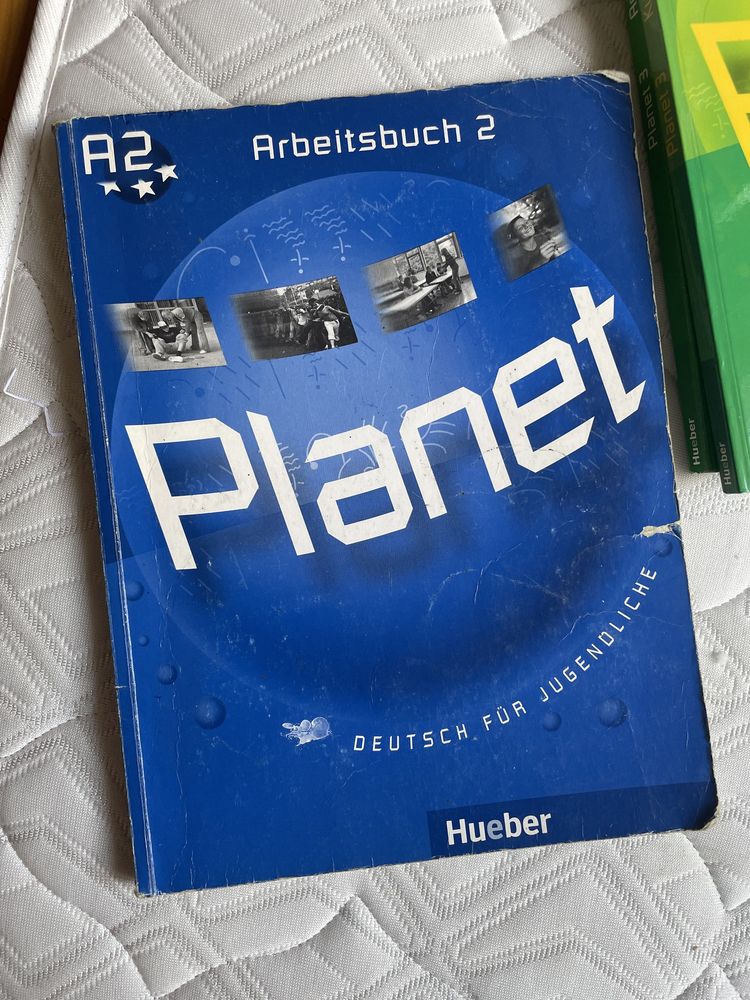 A2
Arbeitsbuch 2
Planet
DEUTSCH FÜR JUGENDLICHE
Hueber
Planet 3
Planet 3
Hueber
Hueber